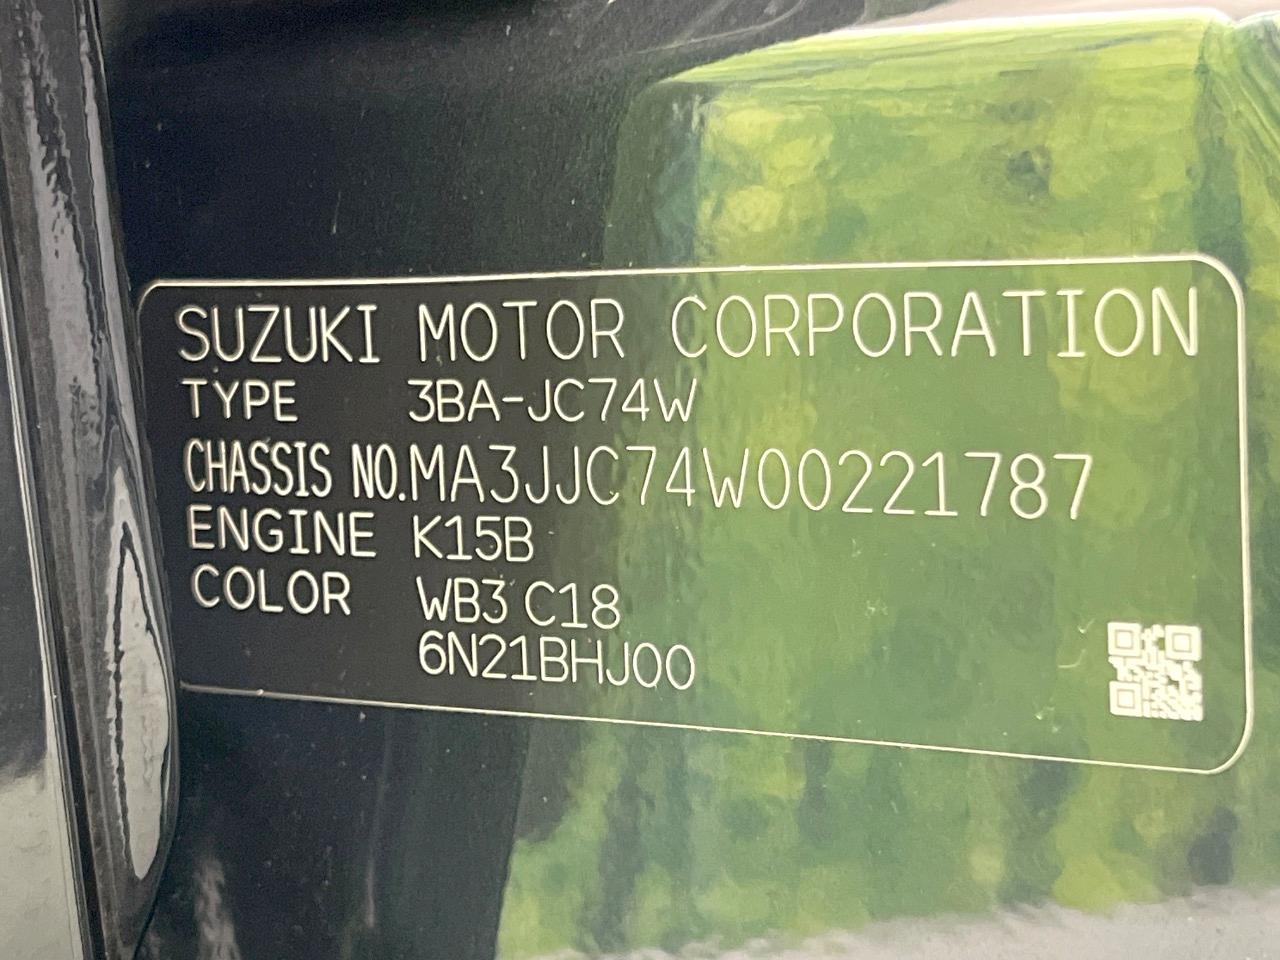 SUZUKI MOTOR CORPORATION
TYPE 3BA-JC74W
CHASSIS NO.MA3JJC74W00221787
ENGINE K15B
COLOR WB3 C18
6N21BHJ00